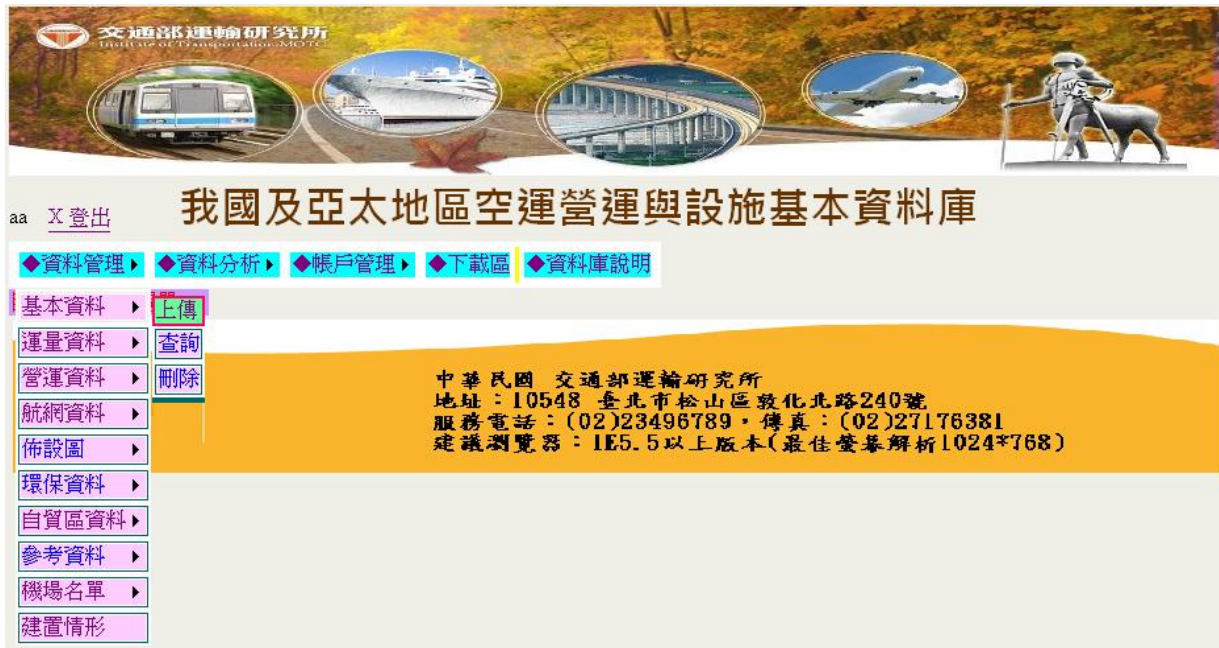 交通部運輸研究所
Institute of Transportation MOTC
aa X 登出
我國及亞太地區空運營運與設施基本資料庫
◆資料管理 ◆資料分析 ◆帳戶管理 ◆下載區 ◆資料庫說明
基本資料 上傳
運量資料 查詢
營運資料 刪除
航網資料
佈設圖
環保資料
自貿區資料
參考資料
機場名單
建置情形
中華民國 交通部運輸研究所
地址：10548 臺北市松山區敦化北路240號
服務電話：(02)23496789，傳真：(02)27176381
建議瀏覽器：IE5.5以上版本(最佳螢幕解析1024*768)